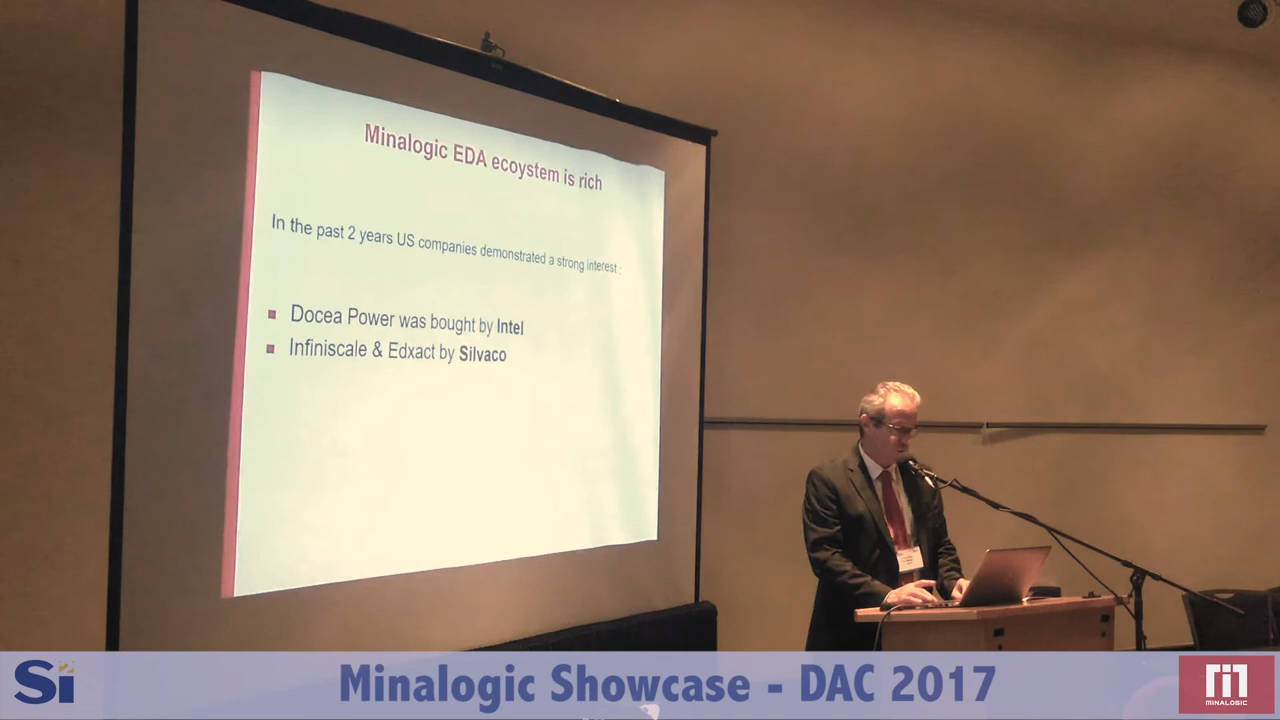 Minalogic EDA ecoystem is rich
In the past 2 years US companies demonstrated a strong interest :
Docea Power was bought by Intel
Infiniscale & Edxact by Silvaco
Si2
Minalogic Showcase - DAC 2017
MINALOGIC